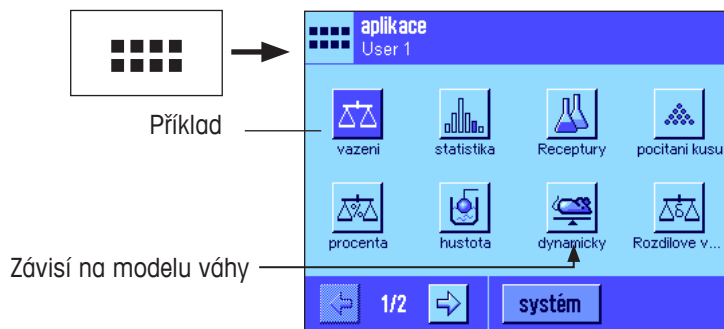 aplikace
User 1
Příklad
vazeni statistika Receptury pocitani kusu
procenta hustota dynamicky Rozdilove v...
Závisí na modelu váhy
1/2 systém